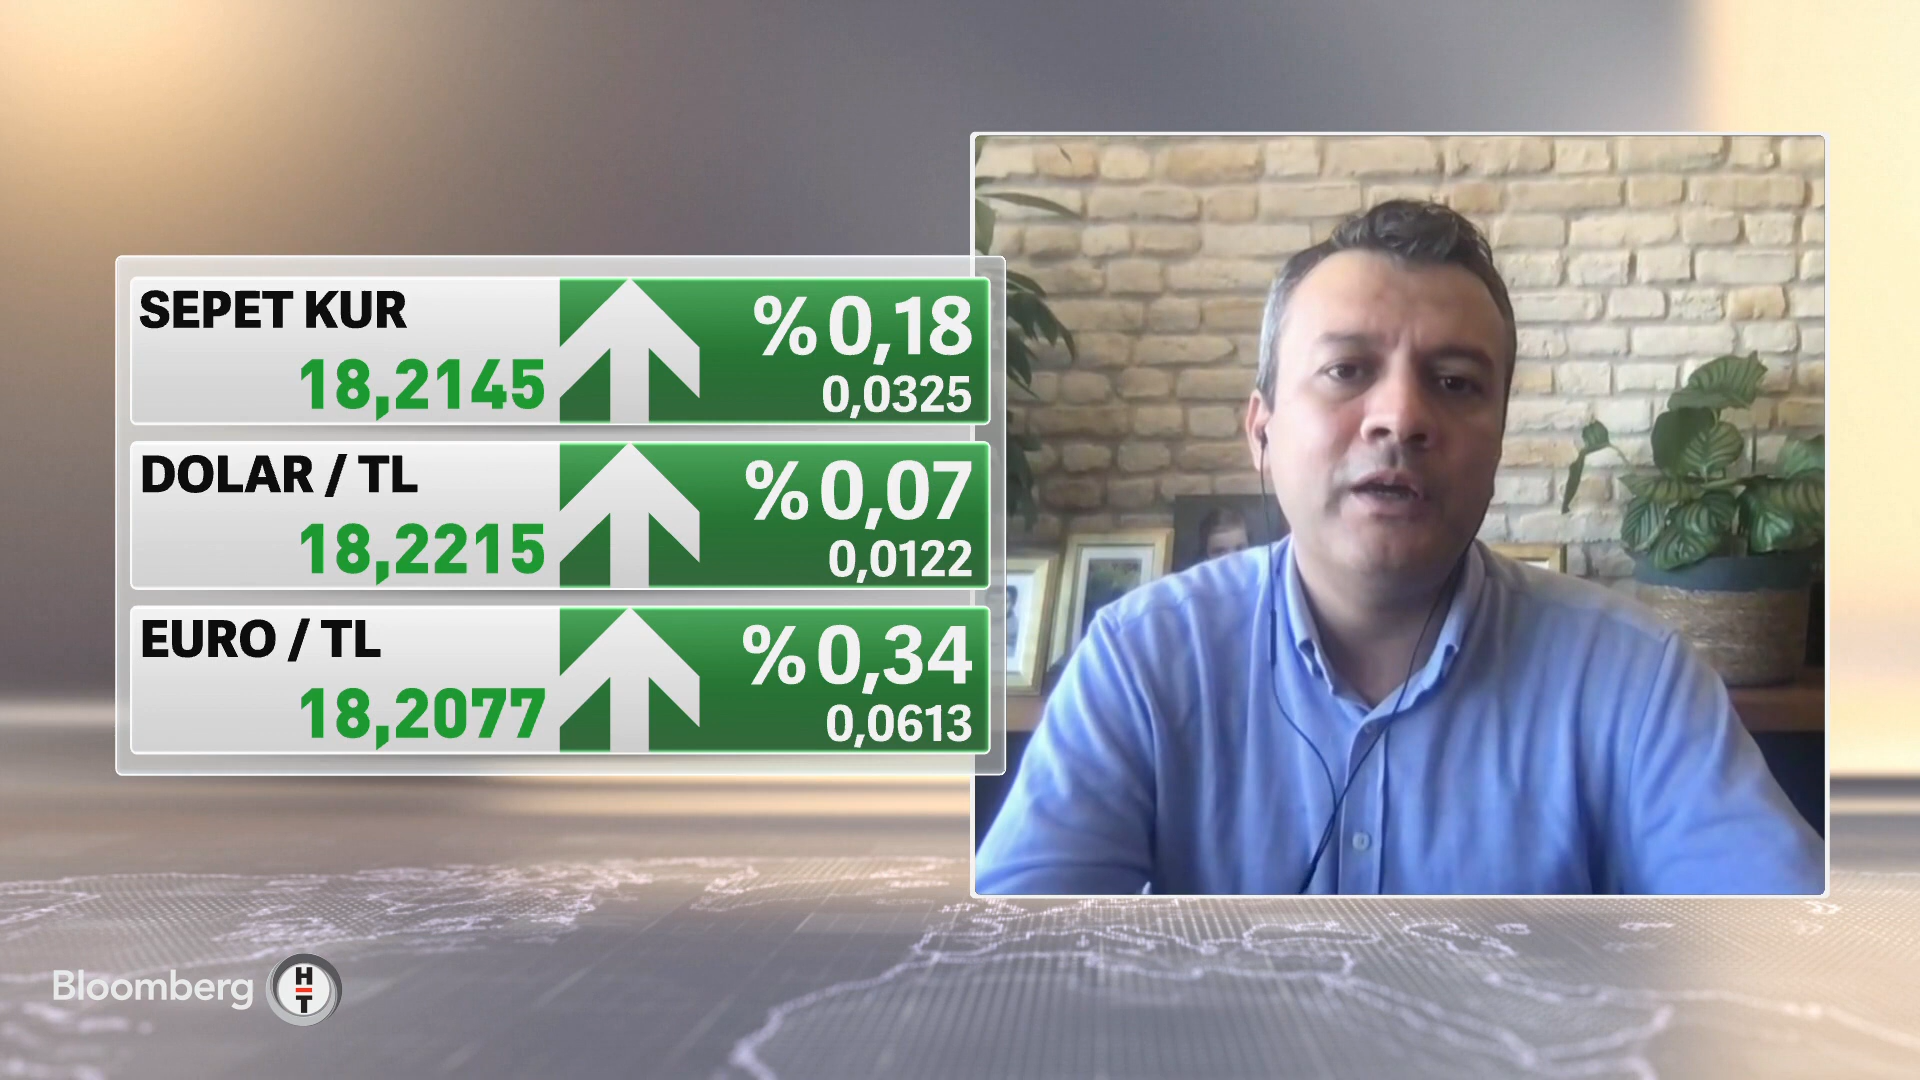 SEPET KUR
18,2145
%0,18
0,0325
DOLAR / TL
18,2215
%0,07
0,0122
EURO / TL
18,2077
%0,34
0,0613
Bloomberg HT